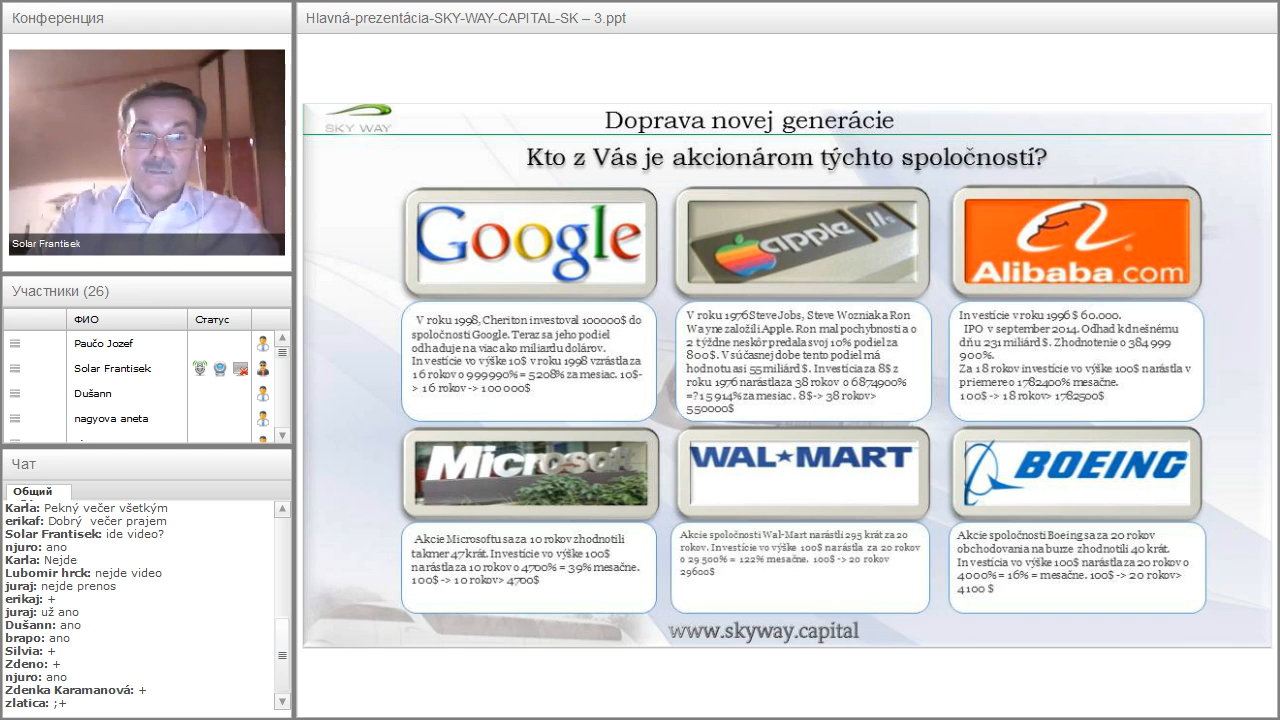 Конференция
Solar Frantisek
Участники (26)
ФИО
Статус
Paučo Jozef
Solar Frantisek
Dušann
nagyova aneta
Чат
Общий
Karla: Pekný večer všetkým
erikaf: Dobrý večer prajem
Solar Frantisek: ide video?
njuro: ano
Karla: Nejde
Lubomir hrck: nejde video
juraj: nejde prenos
erikaj: +
juraj: už ano
Dušann: ano
brapo: ano
Silvia: +
Zdeno: +
njuro: ano
Zdenka Karamanová: +
zlatica: ;+
Hlavná-prezentácia-SKY-WAY-CAPITAL-SK – 3.ppt
SKY WAY
Doprava novej generácie
Kto z Vás je akcionárom týchto spoločností?
Google
V roku 1998, Cheriton investoval 100000$ do
spoločnosti Google. Teraz sa jeho podiel
odhaduje na viac ako miliardu dolárov.
Investície vo výške 10$ v roku 1998 vzrástla za
16 rokov o 999990% = 5208% za mesiac. 10$-
> 16 rokov -> 100 000$
apple
V roku 1976 Steve Jobs, Steve Wozniak a Ron
Wayne založili Apple. Ron mal pochybnosti a o
2 týždne neskôr predala svoj 10% podiel za
800$. V súčasnej dobe tento podiel má
hodnotu asi 55 miliárd $. Investícia za 8$ z
roku 1976 narástla za 38 rokov o 6874900%
=?15 914% za mesiac. 8$-> 38 rokov>
550000$
Alibaba.com
Investície v roku 1996 $ 60.000.
IPO v september 2014. Odhad k dnešnému
dňu 231 miliárd $. Zhodnotenie o 384 999
900%.
Za 18 rokov investície vo výške 100$ narástla v
priemere o 1782400% mesačne.
100$ -> 18 rokov> 1782500$
Microsoft
Akcie Microsoftu sa za 10 rokov zhodnotili
takmer 47 krát. Investície vo výške 100$
narástla za 10 rokov o 4700% = 39% mesačne.
100$ -> 10 rokov> 4700$
WAL★MART
Akcie spoločnosti Wal-Mart narástli 295 krát za 20
rokov. Investície vo výške 100$ narástla za 20 rokov
o 29 500% = 122% mesačne. 100$ -> 20 rokov
29600$
BOEING
Akcie spoločnosti Boeing sa za 20 rokov
obchodovania na burze zhodnotili 40 krát.
Investícia vo výške 100$ narástla za 20 rokov o
4000% = 16% = mesačne. 100$ -> 20 rokov>
4100 $
www.skyway.capital